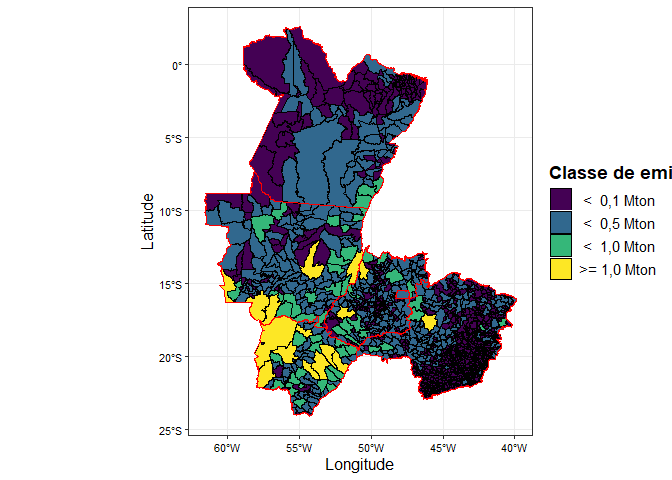 0°
5°S
10°S
15°S
20°S
25°S
Latitude
60°W
55°W
50°W
45°W
40°W
Longitude
Classe de emi
< 0,1 Mton
< 0,5 Mton
< 1,0 Mton
>= 1,0 Mton